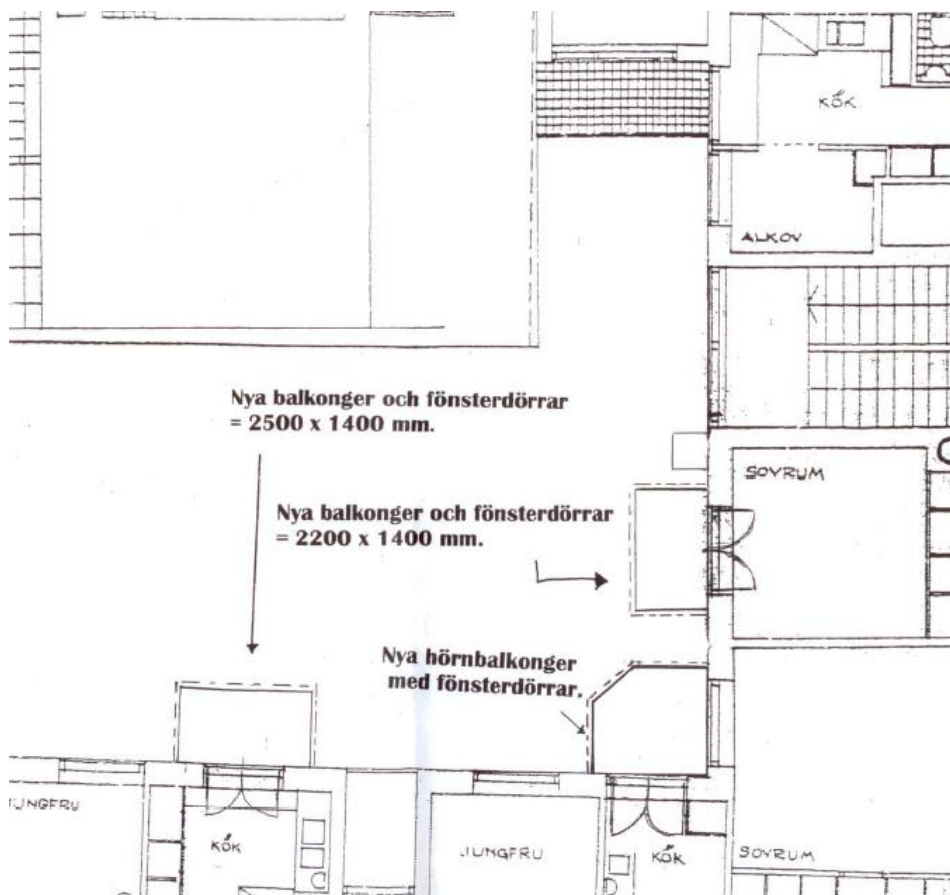 KÖK
ALKOV
Nya balkonger och fönsterdörrar
= 2500 x 1400 mm.
SOVRUM
Nya balkonger och fönsterdörrar
= 2200 x 1400 mm.
Nya hörnbalkonger
med fönsterdörrar.
JUNGFRU
KÖK
JUNGFRU
KÖK
SOVRUM